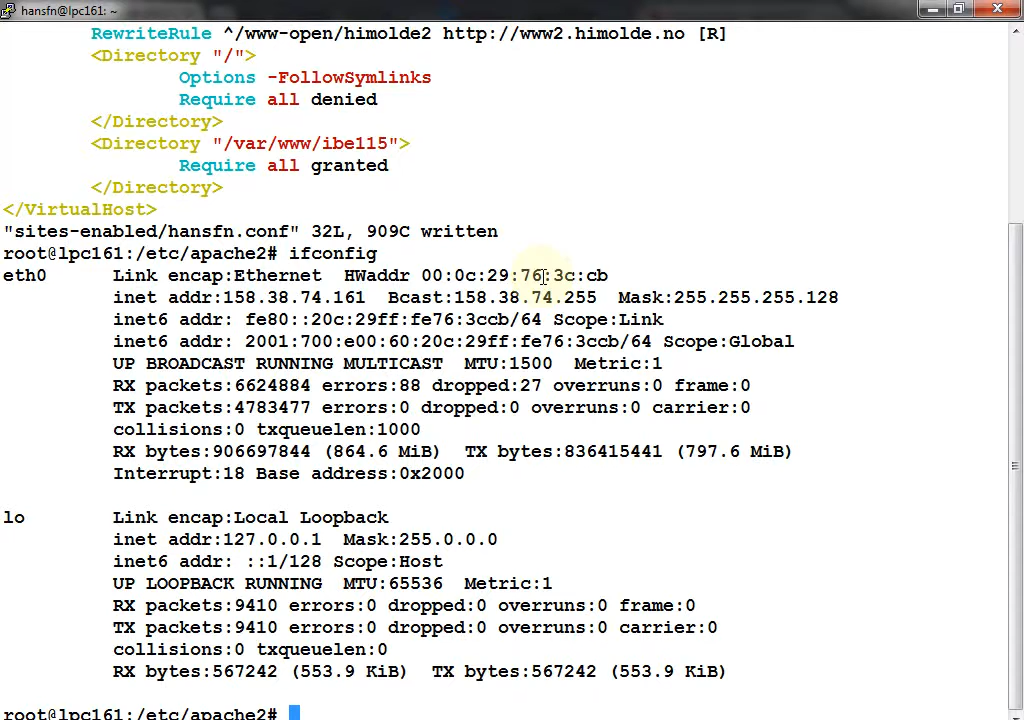 hansfn@lpc161: ~
RewriteRule ^/www-open/himolde2 http://www2.himolde.no [R]
<Directory "/">
Options -FollowSymlinks
Require all denied
</Directory>
<Directory "/var/www/ibe115">
Require all granted
</Directory>
</VirtualHost>
"sites-enabled/hansfn.conf" 32L, 909C written
root@lpc161:/etc/apache2# ifconfig
eth0 Link encap:Ethernet HWaddr 00:0c:29:76:3c:cb
inet addr:158.38.74.161 Bcast:158.38.74.255 Mask:255.255.255.128
inet6 addr: fe80::20c:29ff:fe76:3ccb/64 Scope:Link
inet6 addr: 2001:700:e00:60:20c:29ff:fe76:3ccb/64 Scope:Global
UP BROADCAST RUNNING MULTICAST MTU:1500 Metric:1
RX packets:6624884 errors:88 dropped:27 overruns:0 frame:0
TX packets:4783477 errors:0 dropped:0 overruns:0 carrier:0
collisions:0 txqueuelen:1000
RX bytes:906697844 (864.6 MiB) TX bytes:836415441 (797.6 MiB)
Interrupt:18 Base address:0x2000
lo Link encap:Local Loopback
inet addr:127.0.0.1 Mask:255.0.0.0
inet6 addr: ::1/128 Scope:Host
UP LOOPBACK RUNNING MTU:65536 Metric:1
RX packets:9410 errors:0 dropped:0 overruns:0 frame:0
TX packets:9410 errors:0 dropped:0 overruns:0 carrier:0
collisions:0 txqueuelen:0
RX bytes:567242 (553.9 KiB) TX bytes:567242 (553.9 KiB)
root@lpc161:/etc/apache2#